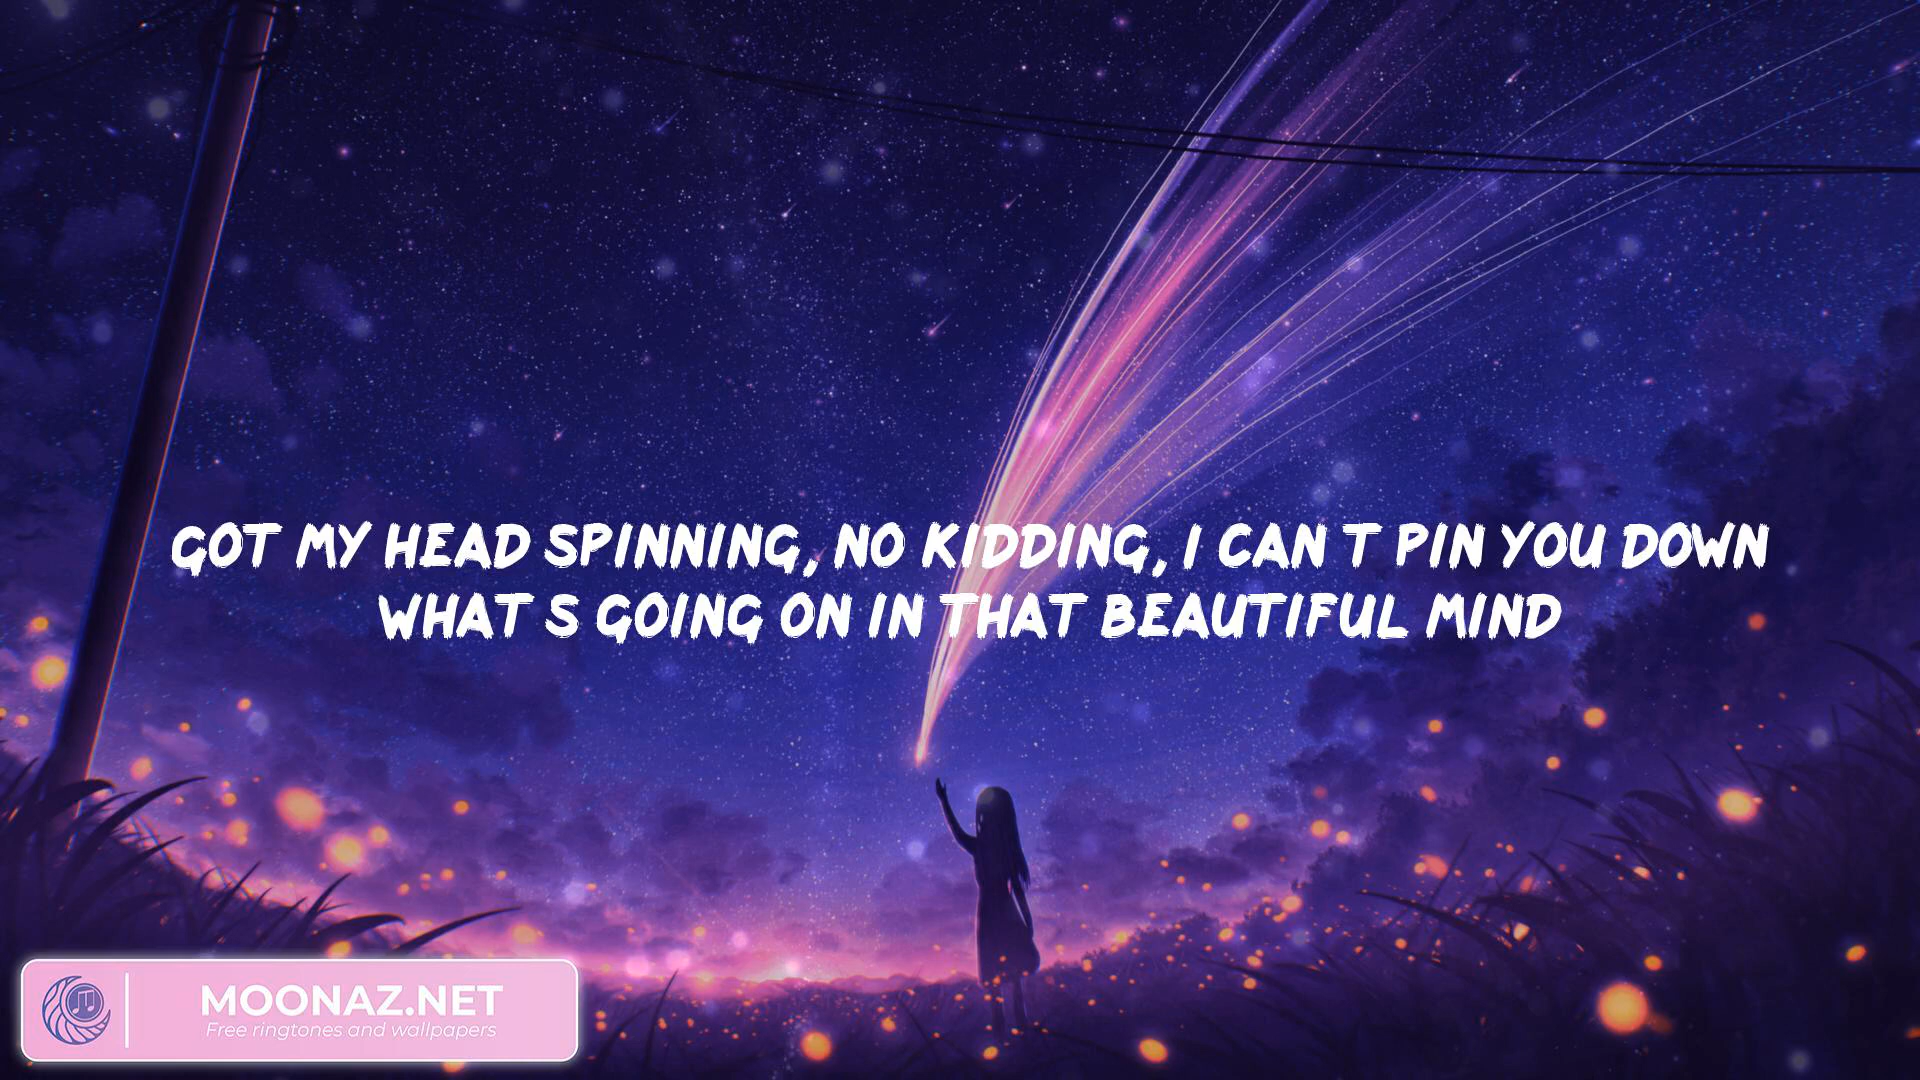 GOT MY HEAD SPINNING, NO KIDDING, I CAN T PIN YOU DOWN
WHAT S GOING ON IN THAT BEAUTIFUL MIND
MOONAZ.NET
Free ringtones and wallpapers